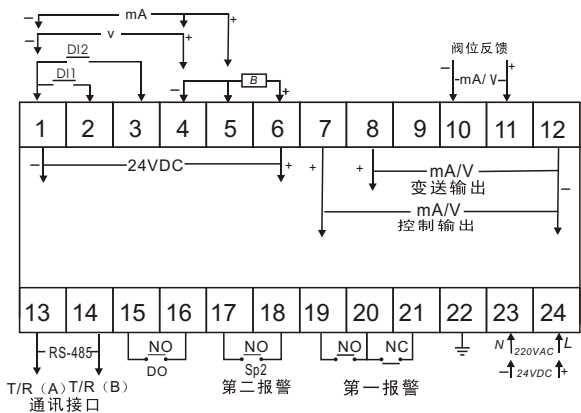 − mA +
− v +
DI2
DI1
− B +
阀位反馈
− mA/V +
1 2 3 4 5 6 7 8 9 10 11 12
− 24VDC + + + mA/V −
变送输出
mA/V
控制输出
13 14 15 16 17 18 19 20 21 22 23 24
RS-485 NO NO NO NC N 220VAC L
T/R（A） T/R（B） DO Sp2 − 24VDC +
通讯接口 第二报警 第一报警